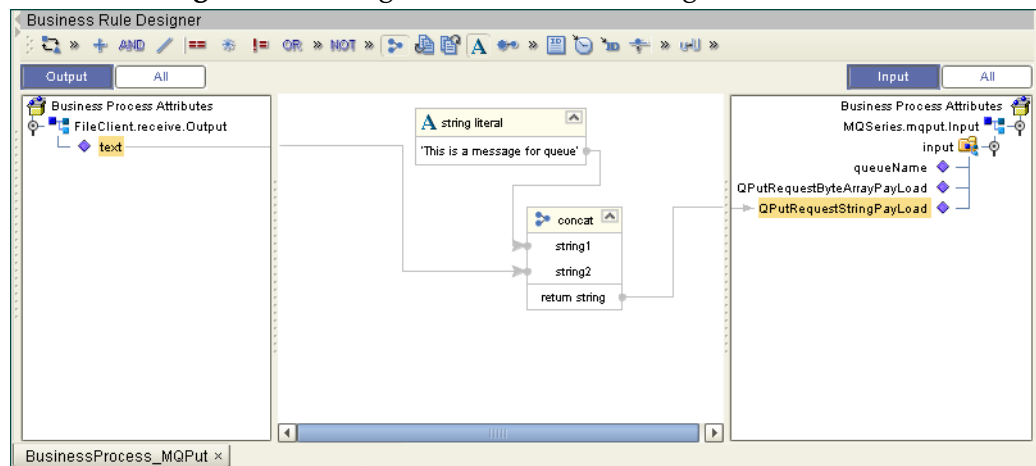 Business Rule Designer
» AND == != OR » NOT » A » » »
Output All
Input All
Business Process Attributes
FileClient.receive.Output
text
A string literal
'This is a message for queue'
concat
string1
string2
return string
Business Process Attributes
MQSeries.mqput.Input
input
queueName
QPutRequestByteArrayPayLoad
QPutRequestStringPayLoad
BusinessProcess_MQPut ×